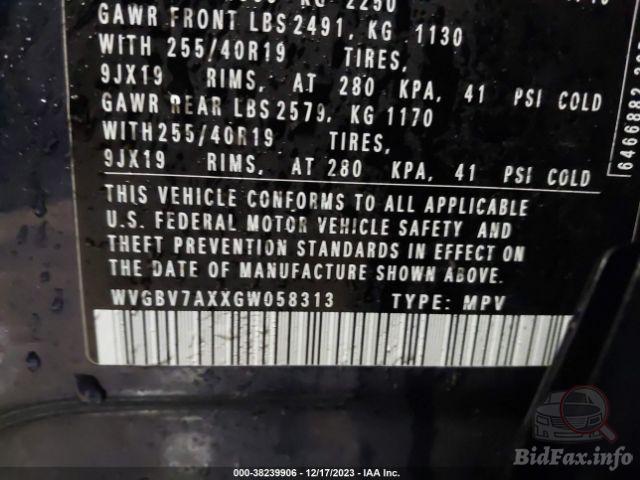 KG 2250
GAWR FRONT LBS 2491, KG 1130
WITH 255/40R19 TIRES,
9JX19 RIMS, AT 280 KPA, 41 PSI COLD
GAWR REAR LBS 2579, KG 1170
WITH 255/40R19 TIRES,
9JX19 RIMS, AT 280 KPA, 41 PSI COLD
THIS VEHICLE CONFORMS TO ALL APPLICABLE
U.S. FEDERAL MOTOR VEHICLE SAFETY AND
THEFT PREVENTION STANDARDS IN EFFECT ON
THE DATE OF MANUFACTURE SHOWN ABOVE.
WVGBV7AXXGW058313 TYPE: MPV
BidFax.info
000-38239906 - 12/17/2023 - IAA Inc.